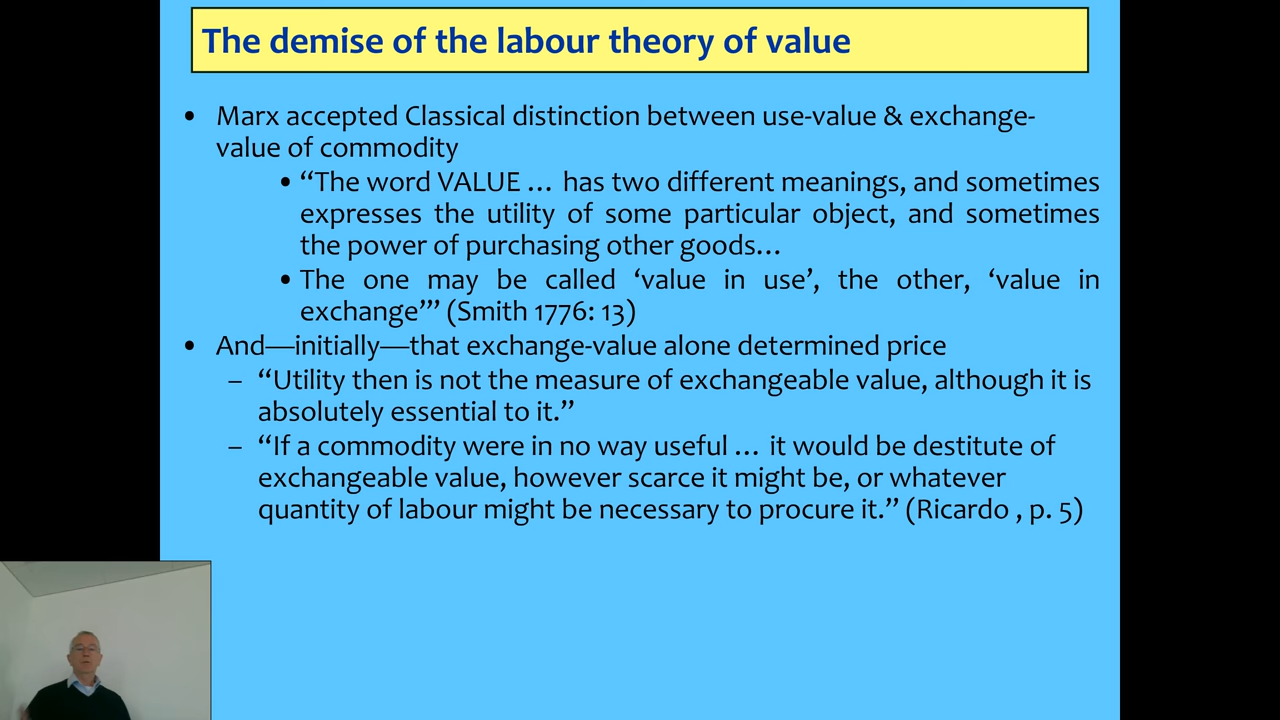 The demise of the labour theory of value
• Marx accepted Classical distinction between use-value & exchange-
value of commodity
• “The word VALUE … has two different meanings, and sometimes
expresses the utility of some particular object, and sometimes
the power of purchasing other goods…
• The one may be called ‘value in use’, the other, ‘value in
exchange’” (Smith 1776: 13)
• And—initially—that exchange-value alone determined price
– “Utility then is not the measure of exchangeable value, although it is
absolutely essential to it.”
– “If a commodity were in no way useful … it would be destitute of
exchangeable value, however scarce it might be, or whatever
quantity of labour might be necessary to procure it.” (Ricardo , p. 5)